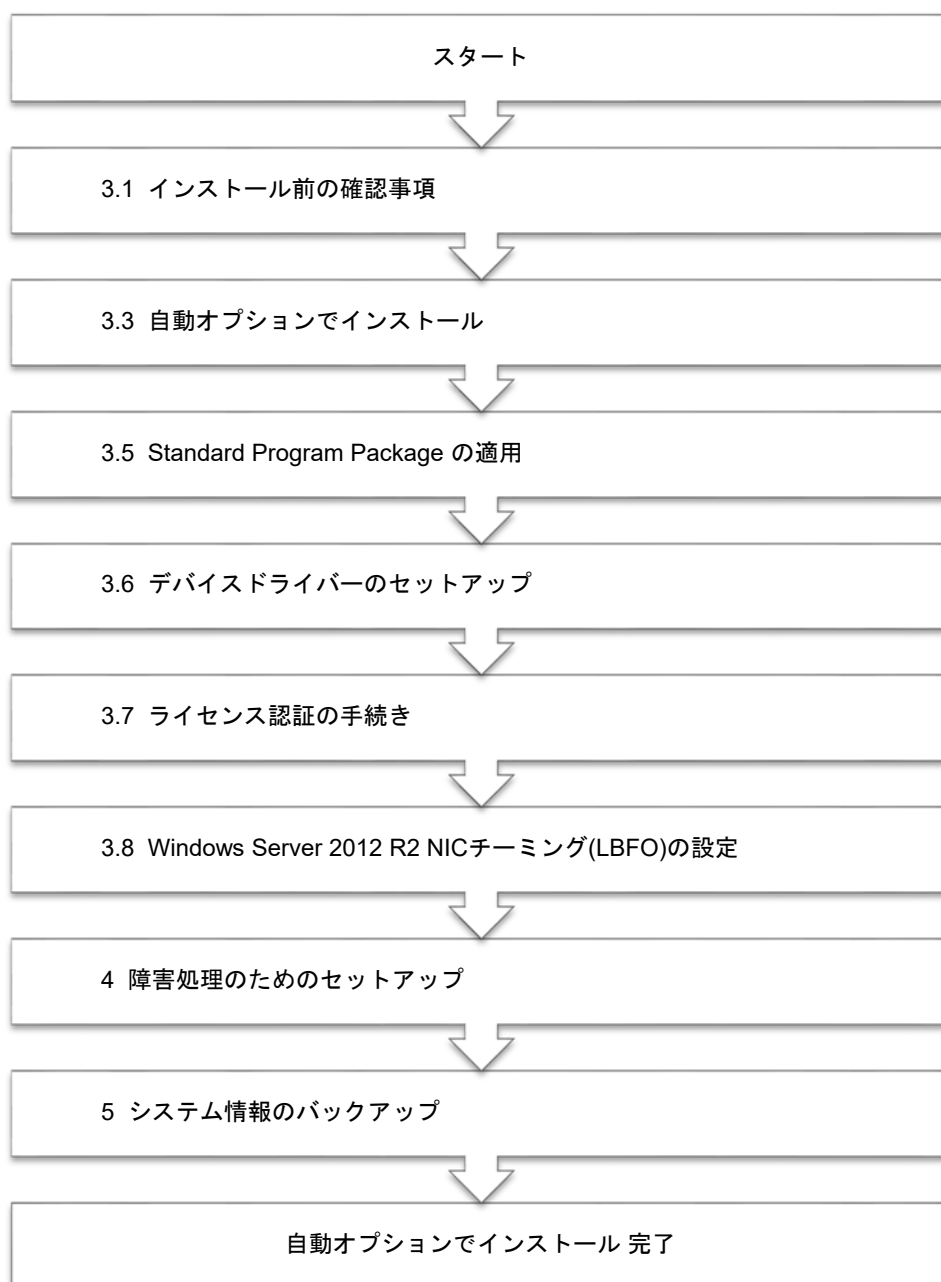 スタート
3.1 インストール前の確認事項
3.3 自動オプションでインストール
3.5 Standard Program Package の適用
3.6 デバイスドライバーのセットアップ
3.7 ライセンス認証の手続き
3.8 Windows Server 2012 R2 NICチーミング(LBFO)の設定
4 障害処理のためのセットアップ
5 システム情報のバックアップ
自動オプションでインストール 完了